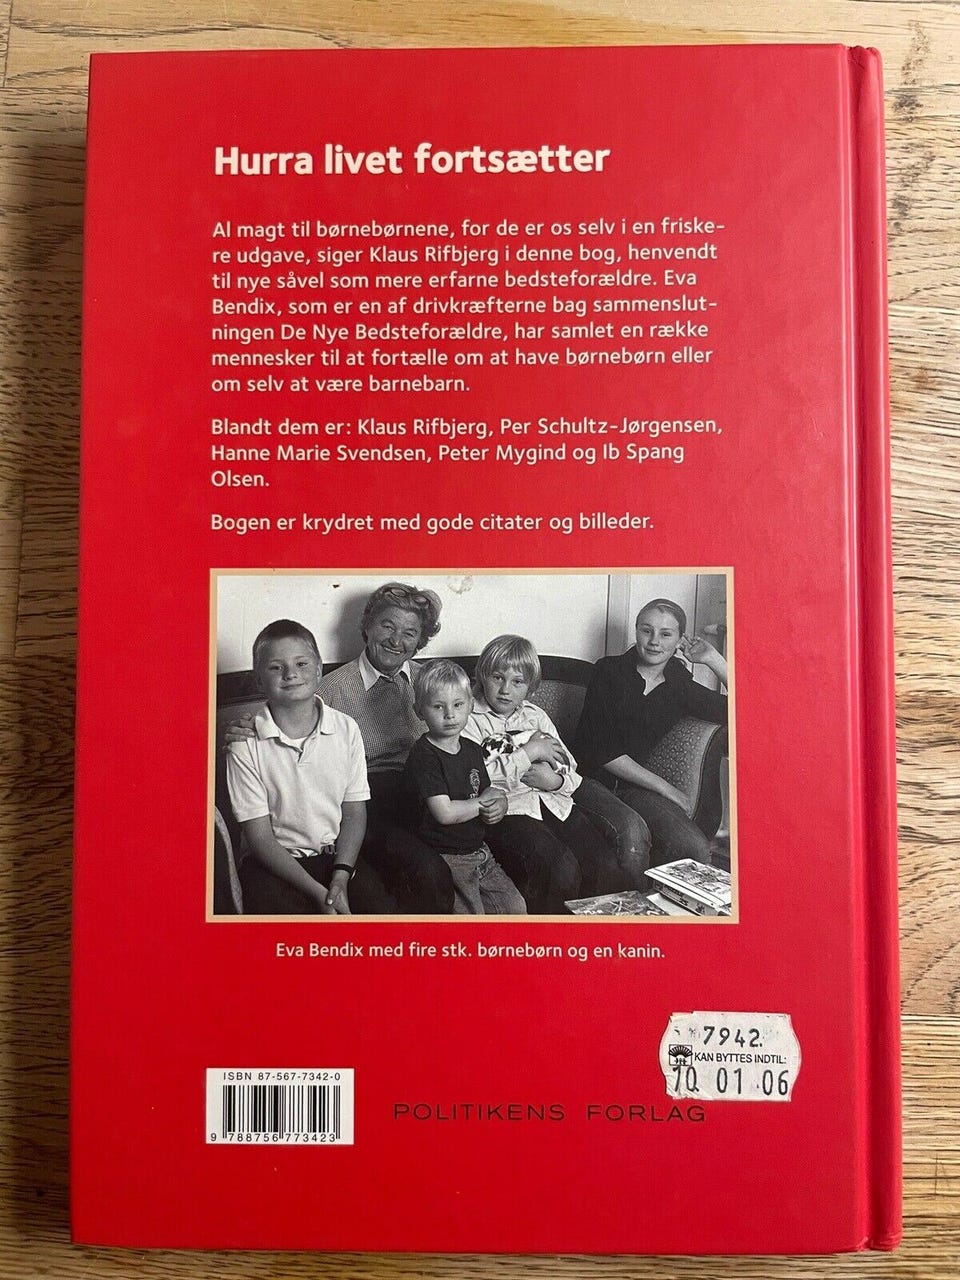 Hurra livet fortsætter
Al magt til børnebørnene, for de er os selv i en friske-
re udgave, siger Klaus Rifbjerg i denne bog, henvendt
til nye såvel som mere erfarne bedsteforældre. Eva
Bendix, som er en af drivkræfterne bag sammenslut-
ningen De Nye Bedsteforældre, har samlet en række
mennesker til at fortælle om at have børnebørn eller
om selv at være barnebarn.
Blandt dem er: Klaus Rifbjerg, Per Schultz-Jørgensen,
Hanne Marie Svendsen, Peter Mygind og Ib Spang
Olsen.
Bogen er krydret med gode citater og billeder.
Eva Bendix med fire stk. børnebørn og en kanin.
7942.
KAN BYTTES INDTIL:
10. 01 06
ISBN 87-567-7342-0
9 788756 773423
POLITIKENS FORLAG